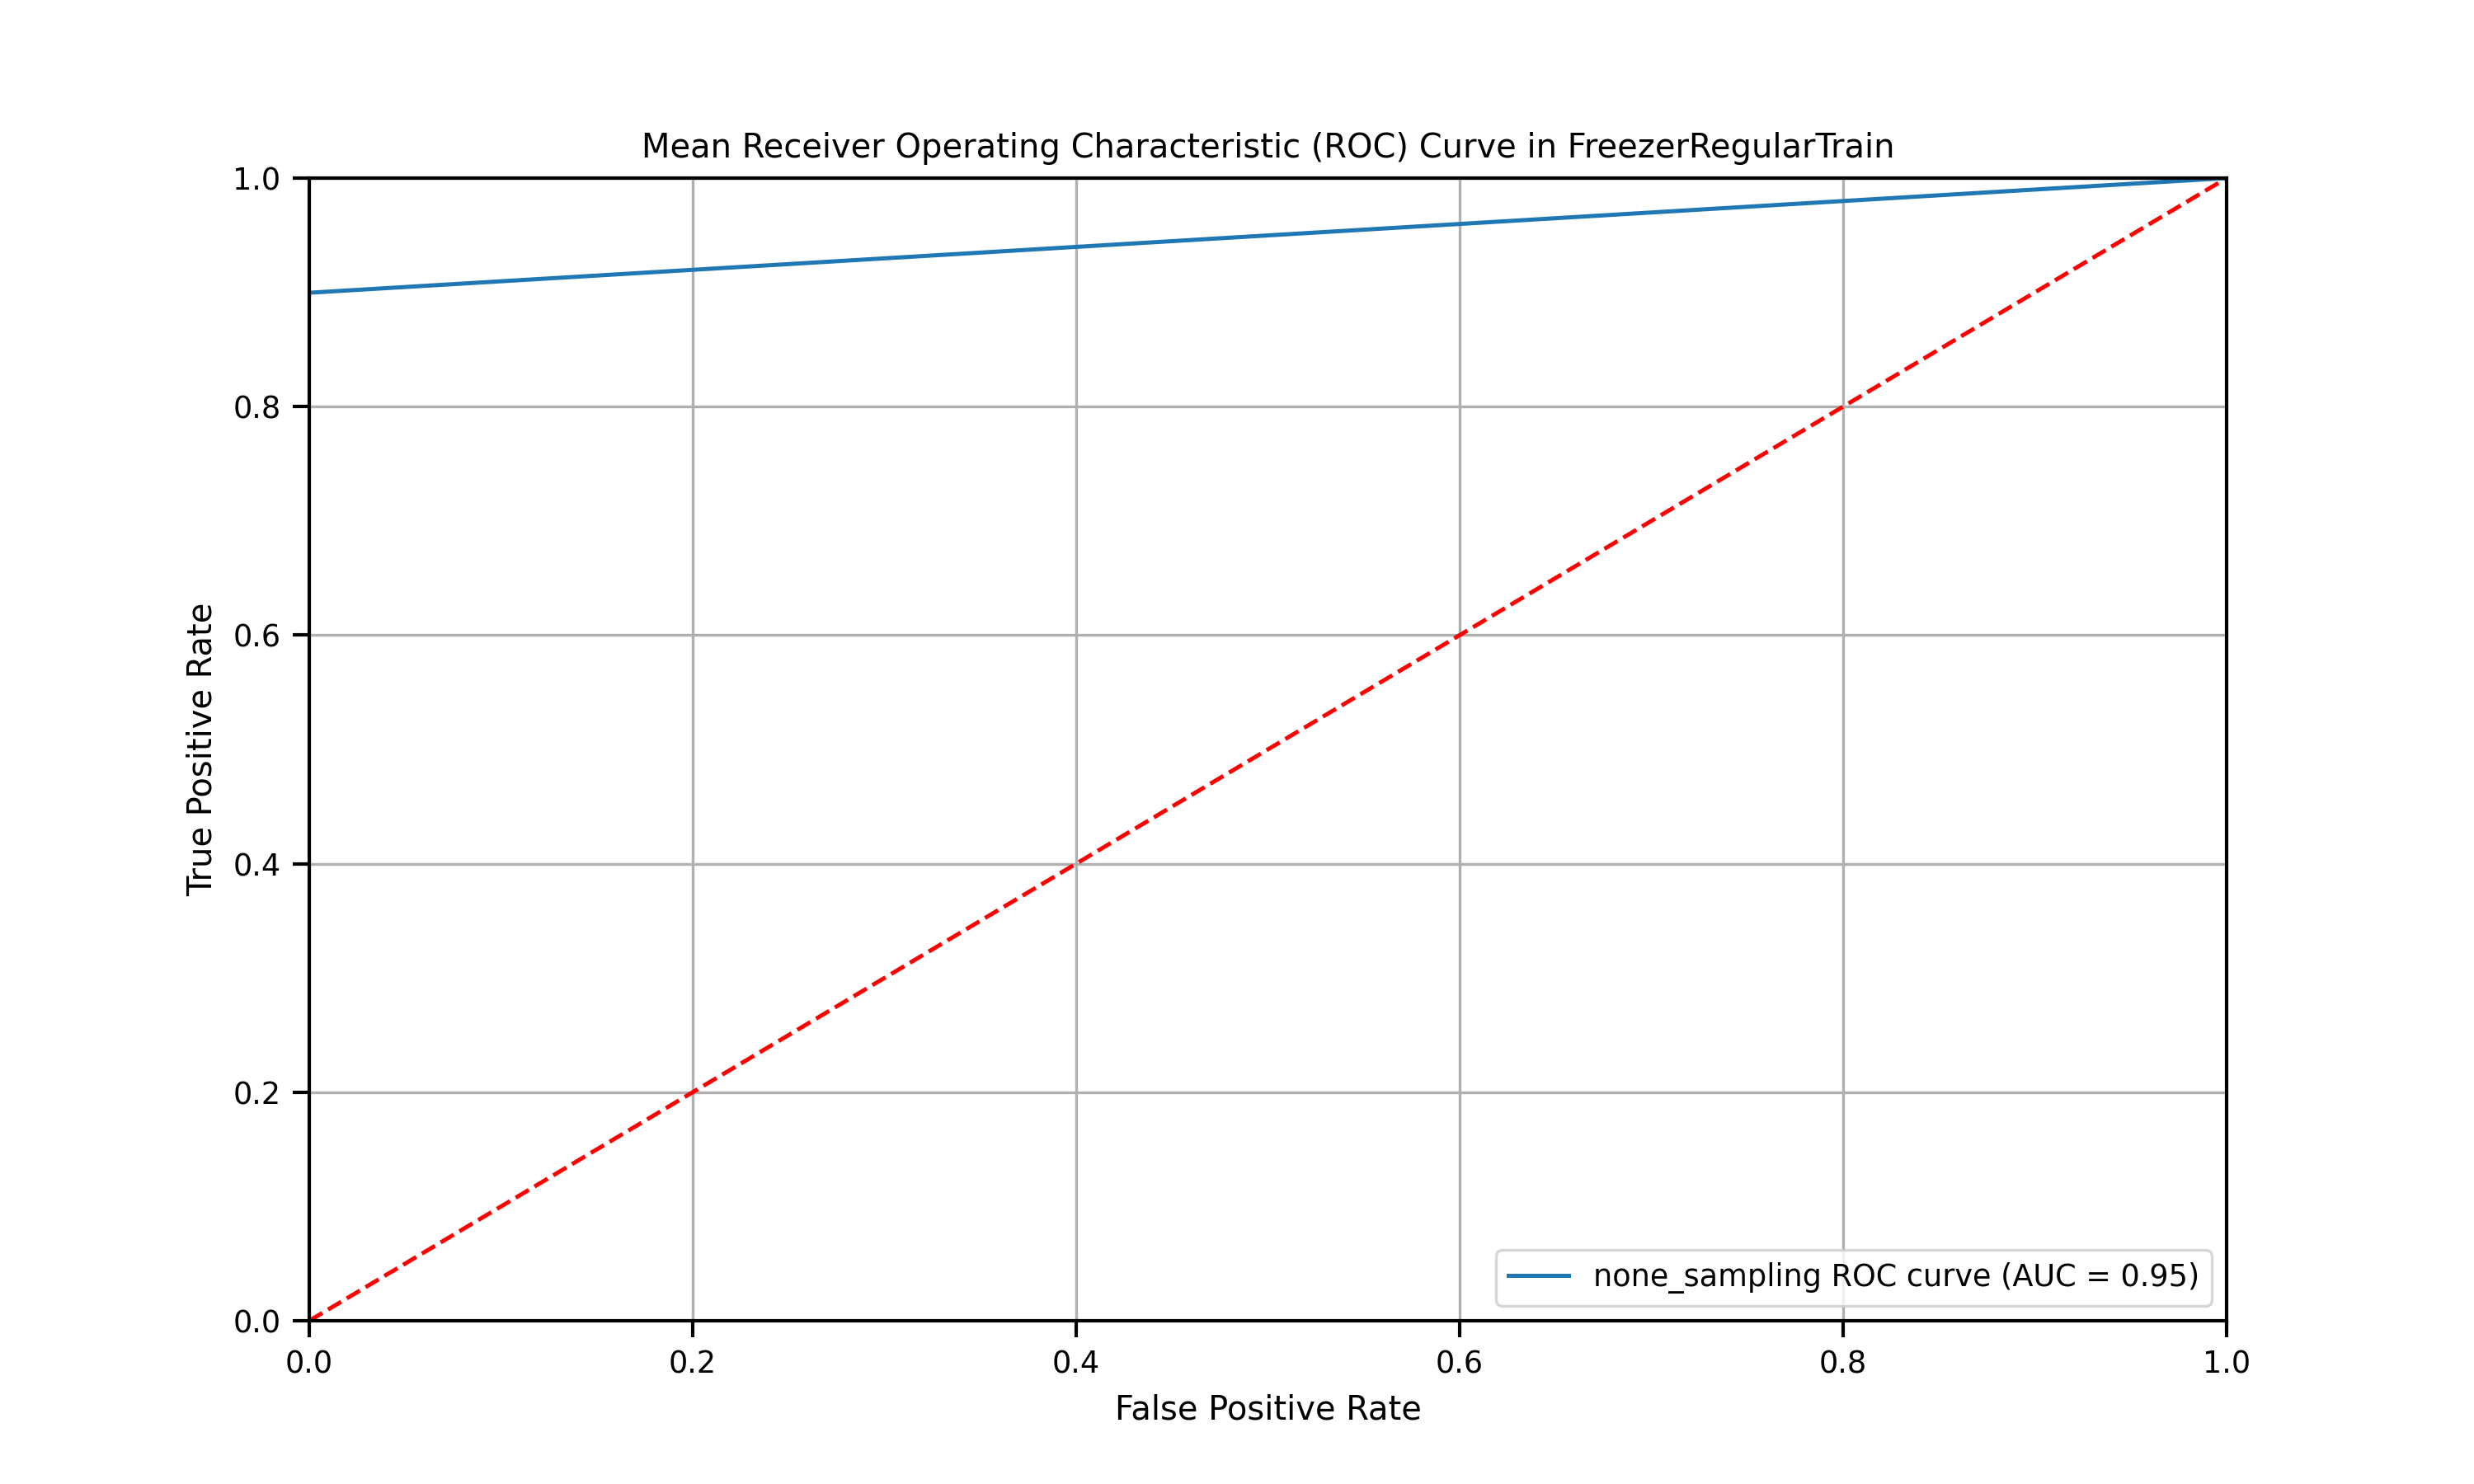 Mean Receiver Operating Characteristic (ROC) Curve in FreezerRegularTrain
1.0
0.8
0.6
0.4
0.2
0.0
True Positive Rate
none_sampling ROC curve (AUC = 0.95)
0.0 0.2 0.4 0.6 0.8 1.0
False Positive Rate